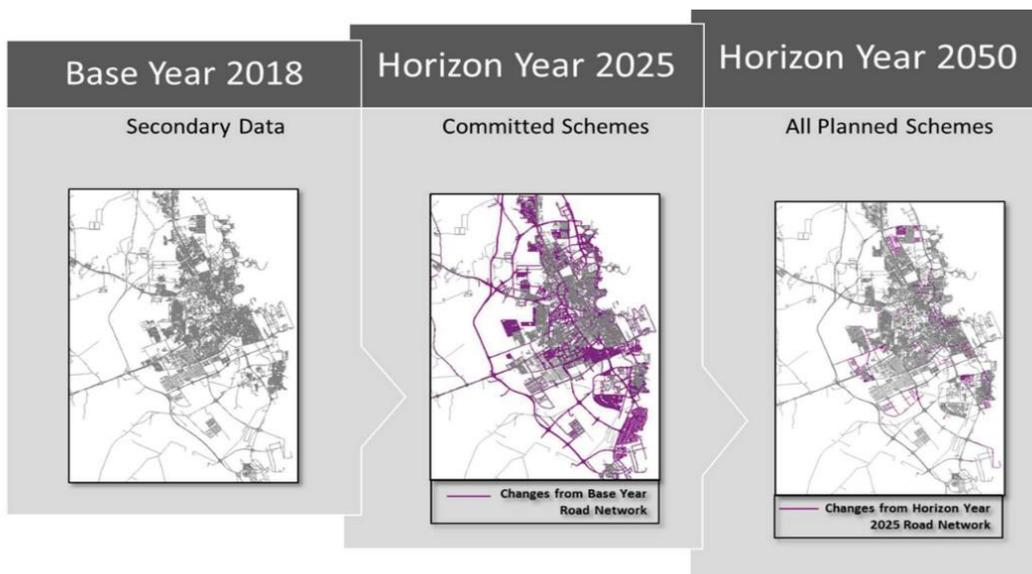 Base Year 2018
Secondary Data
Horizon Year 2025
Committed Schemes
Changes from Base Year
Road Network
Horizon Year 2050
All Planned Schemes
Changes from Horizon Year
2025 Road Network